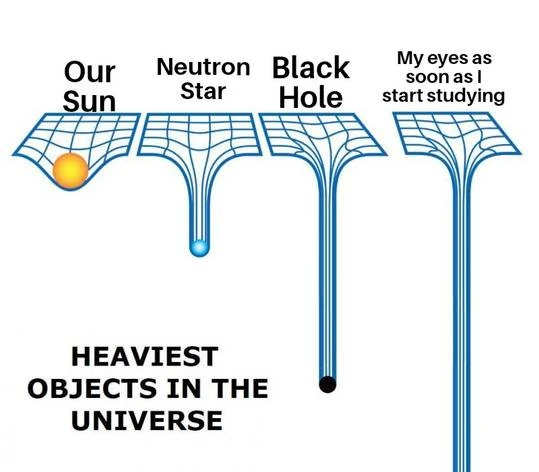 Our
Sun
Neutron
Star
Black
Hole
My eyes as
soon as I
start studying
HEAVIEST
OBJECTS IN THE
UNIVERSE